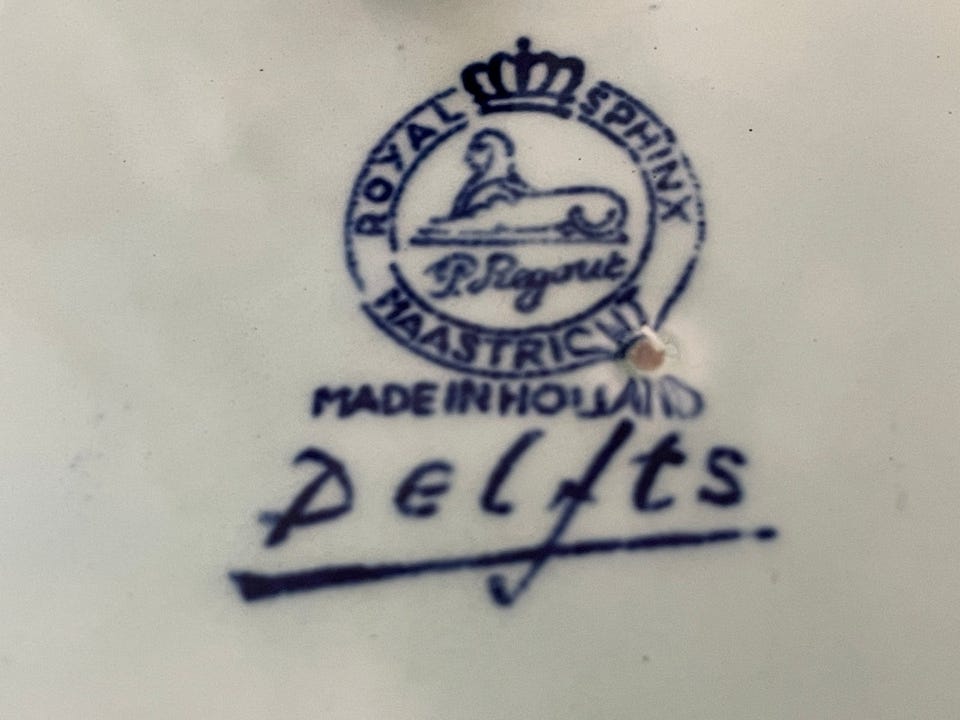 ROYAL SPHINX
P. Regout
MAASTRICHT
MADE IN HOLLAND
Delfts